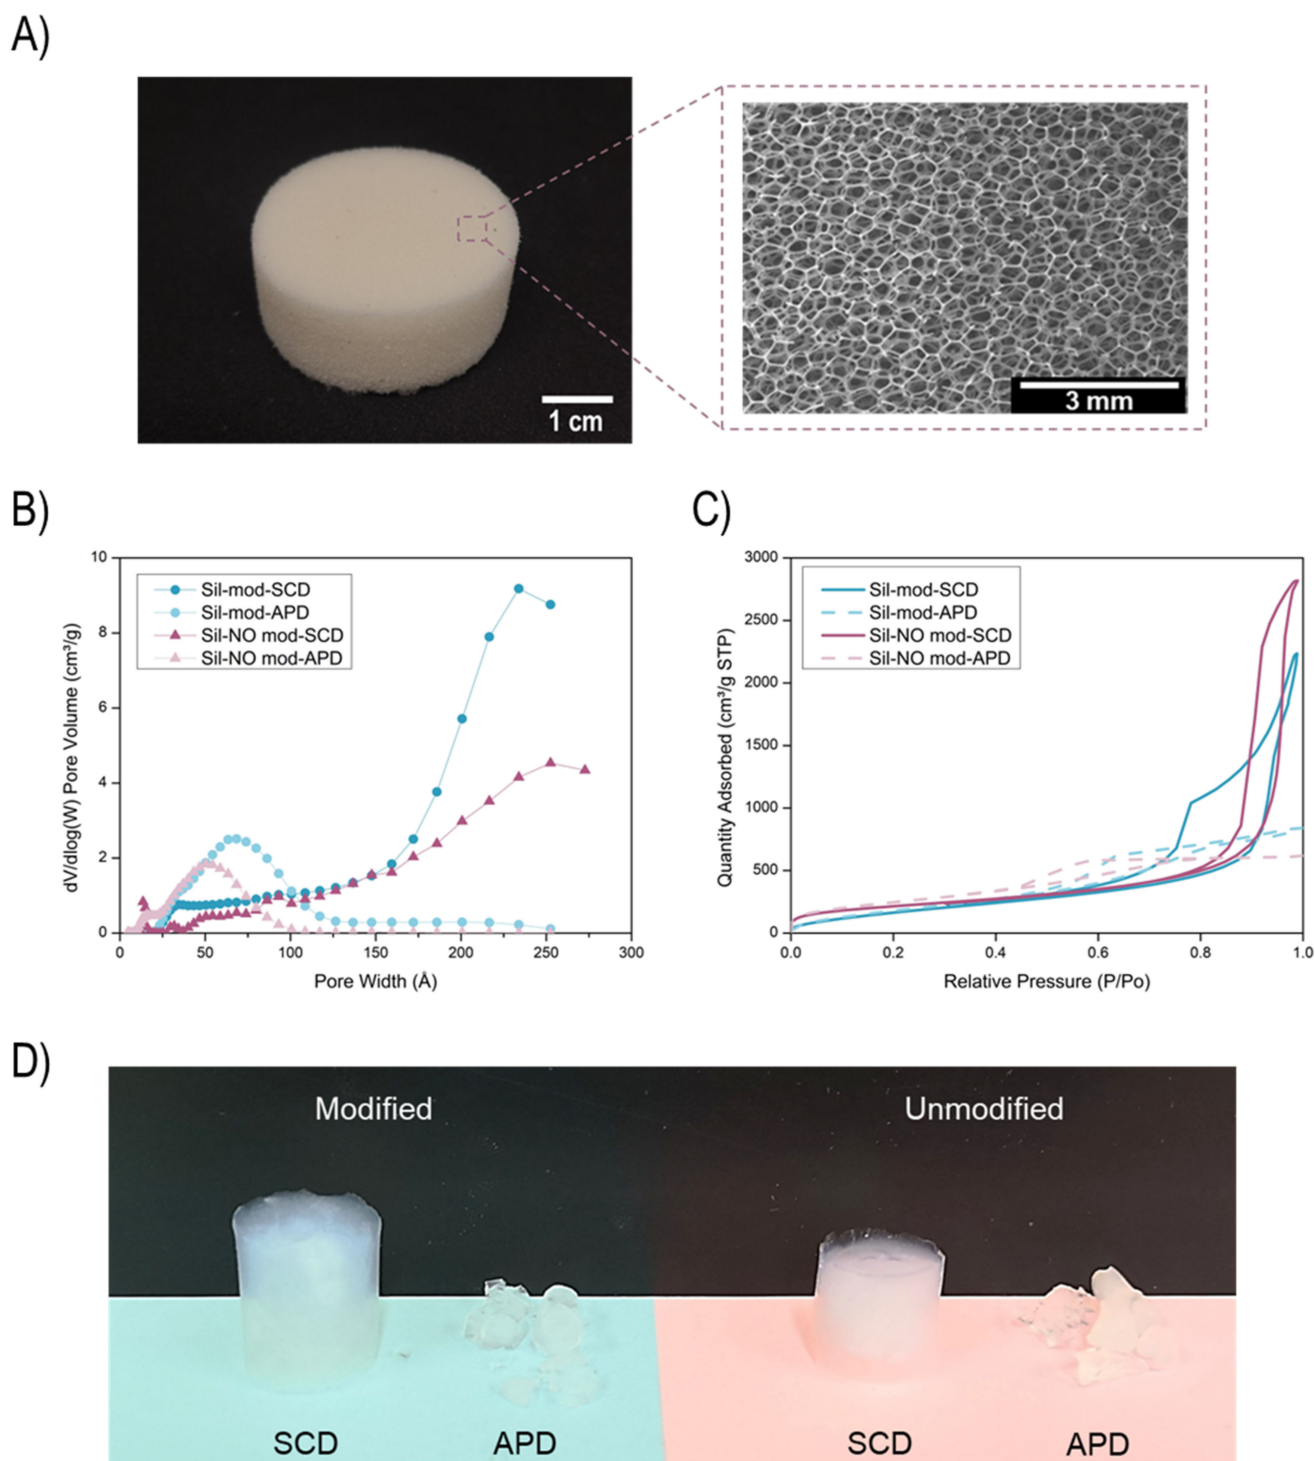 A)
1 cm
3 mm
B)
10
8
6
4
2
0
dV/dlog(W) Pore Volume (cm³/g)
Sil-mod-SCD
Sil-mod-APD
Sil-NO mod-SCD
Sil-NO mod-APD
0
50
100
150
200
250
300
Pore Width (Å)
C)
3000
2500
2000
1500
1000
500
0
Quantity Adsorbed (cm³/g STP)
Sil-mod-SCD
Sil-mod-APD
Sil-NO mod-SCD
Sil-NO mod-APD
0.0
0.2
0.4
0.6
0.8
1.0
Relative Pressure (P/Po)
D)
Modified
Unmodified
SCD
APD
SCD
APD